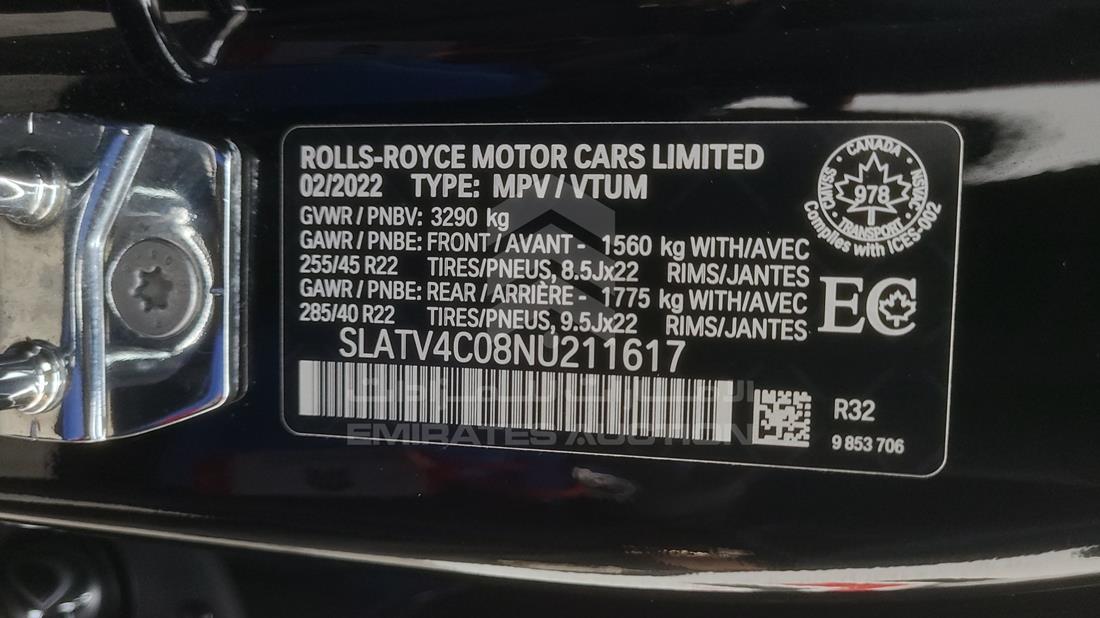 ROLLS-ROYCE MOTOR CARS LIMITED
02/2022 TYPE: MPV / VTUM
GVWR / PNBV: 3290 kg
GAWR / PNBE: FRONT / AVANT - 1560 kg WITH/AVEC
255/45 R22 TIRES/PNEUS, 8.5Jx22 RIMS/JANTES
GAWR / PNBE: REAR / ARRIÈRE - 1775 kg WITH/AVEC
285/40 R22 TIRES/PNEUS, 9.5Jx22 RIMS/JANTES
SLATV4C08NU211617
CANADA
978
TRANSPORT
Complies with ICES-002
EC
R32
9 853 706
الإمارات للمزادات
EMIRATES AUCTION